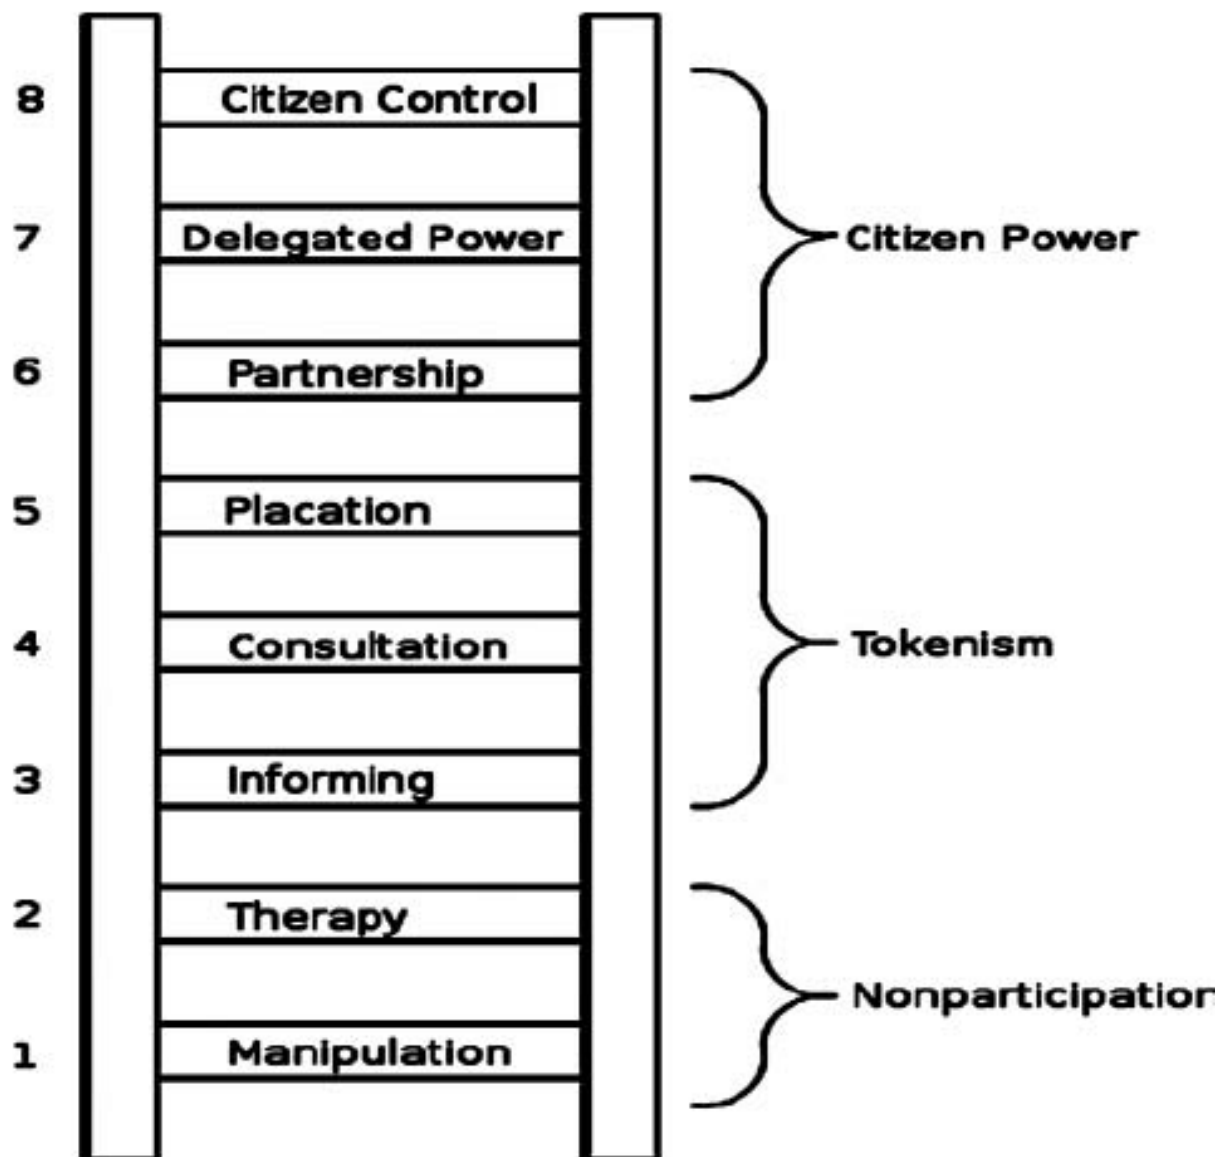 8 Citizen Control
7 Delegated Power Citizen Power
6 Partnership
5 Placation
4 Consultation Tokenism
3 Informing
2 Therapy
Nonparticipation
1 Manipulation